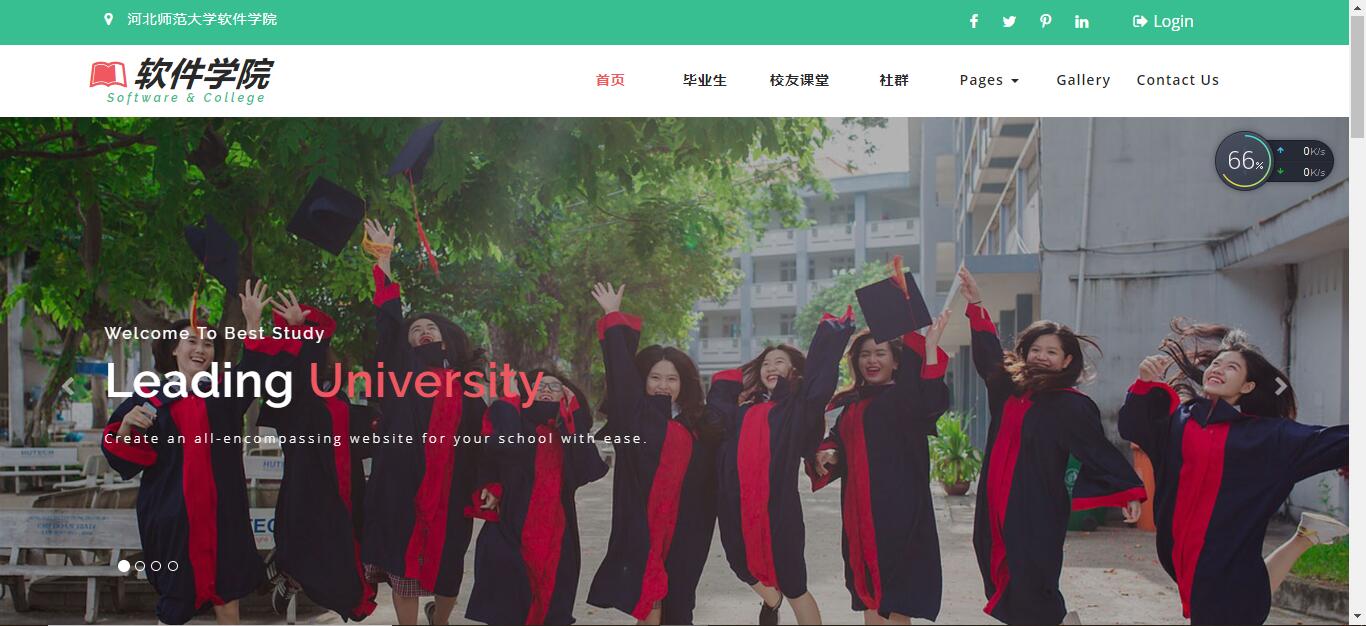 河北师范大学软件学院
Login
软件学院
Software & College
首页 毕业生 校友课堂 社群 Pages Gallery Contact Us
66%
0K/s
0K/s
Welcome To Best Study
Leading University
Create an all-encompassing website for your school with ease.
HUTECH
HUTECH